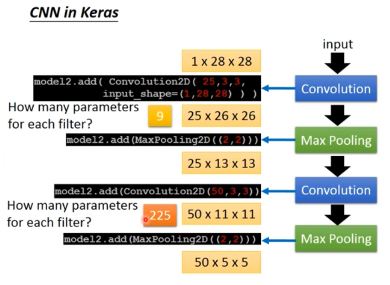 CNN in Keras
1 x 28 x 28
input
model2.add( Convolution2D( 25,3,3,
input_shape=(1,28,28) ) )
Convolution
How many parameters
for each filter?
9
25 x 26 x 26
model2.add(MaxPooling2D((2,2)))
Max Pooling
25 x 13 x 13
model2.add(Convolution2D(50,3,3))
Convolution
How many parameters
for each filter?
225
50 x 11 x 11
model2.add(MaxPooling2D((2,2)))
Max Pooling
50 x 5 x 5